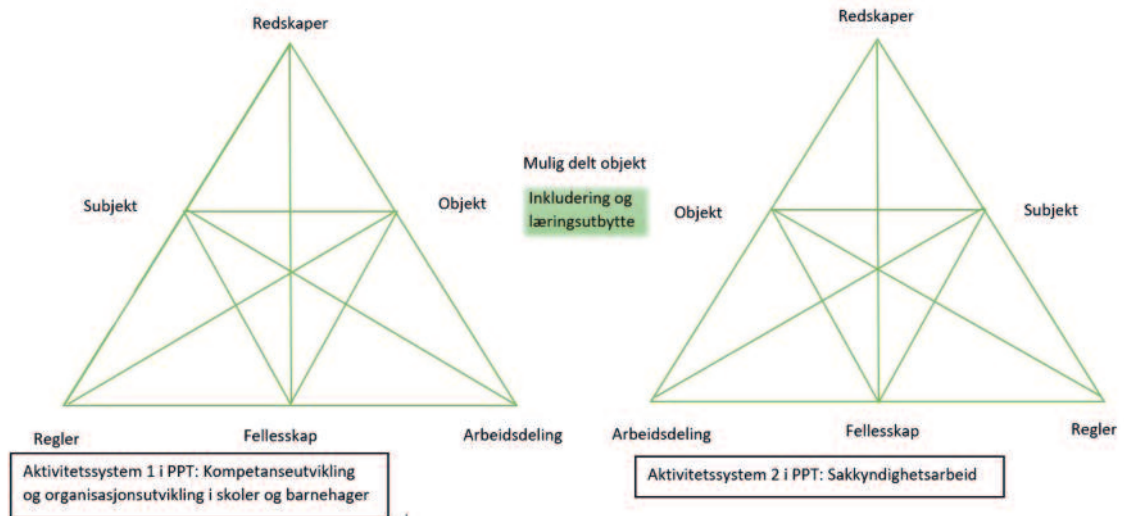 Redskaper
Redskaper
Mulig delt objekt
Subjekt
Objekt
Inkludering og
læringsutbytte
Objekt
Subjekt
Regler
Fellesskap
Arbeidsdeling
Arbeidsdeling
Fellesskap
Regler
Aktivitetssystem 1 i PPT: Kompetanseutvikling
og organisasjonsutvikling i skoler og barnehager
Aktivitetssystem 2 i PPT: Sakkyndighetsarbeid